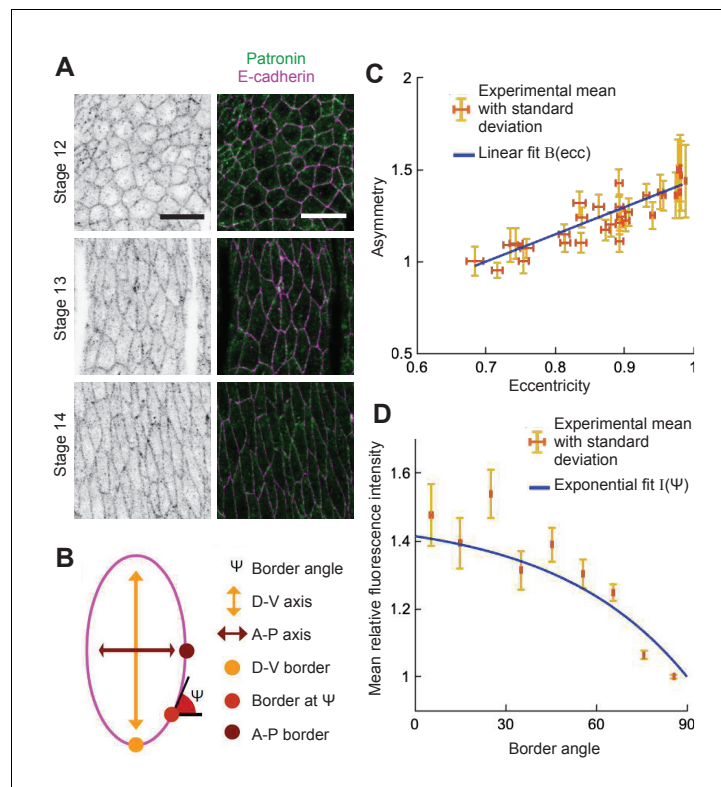 A
Patronin
E-cadherin
Stage 12
Stage 13
Stage 14
B
Ψ
Ψ Border angle
D-V axis
A-P axis
D-V border
Border at Ψ
A-P border
C
Experimental mean
with standard
deviation
Linear fit B(ecc)
Asymmetry
2
1.5
1
0.5
0.6 0.7 0.8 0.9 1
Eccentricity
D
Experimental mean
with standard
deviation
Exponential fit I(Ψ)
Mean relative fluorescence intensity
1.6
1.4
1.2
1
0 30 60 90
Border angle